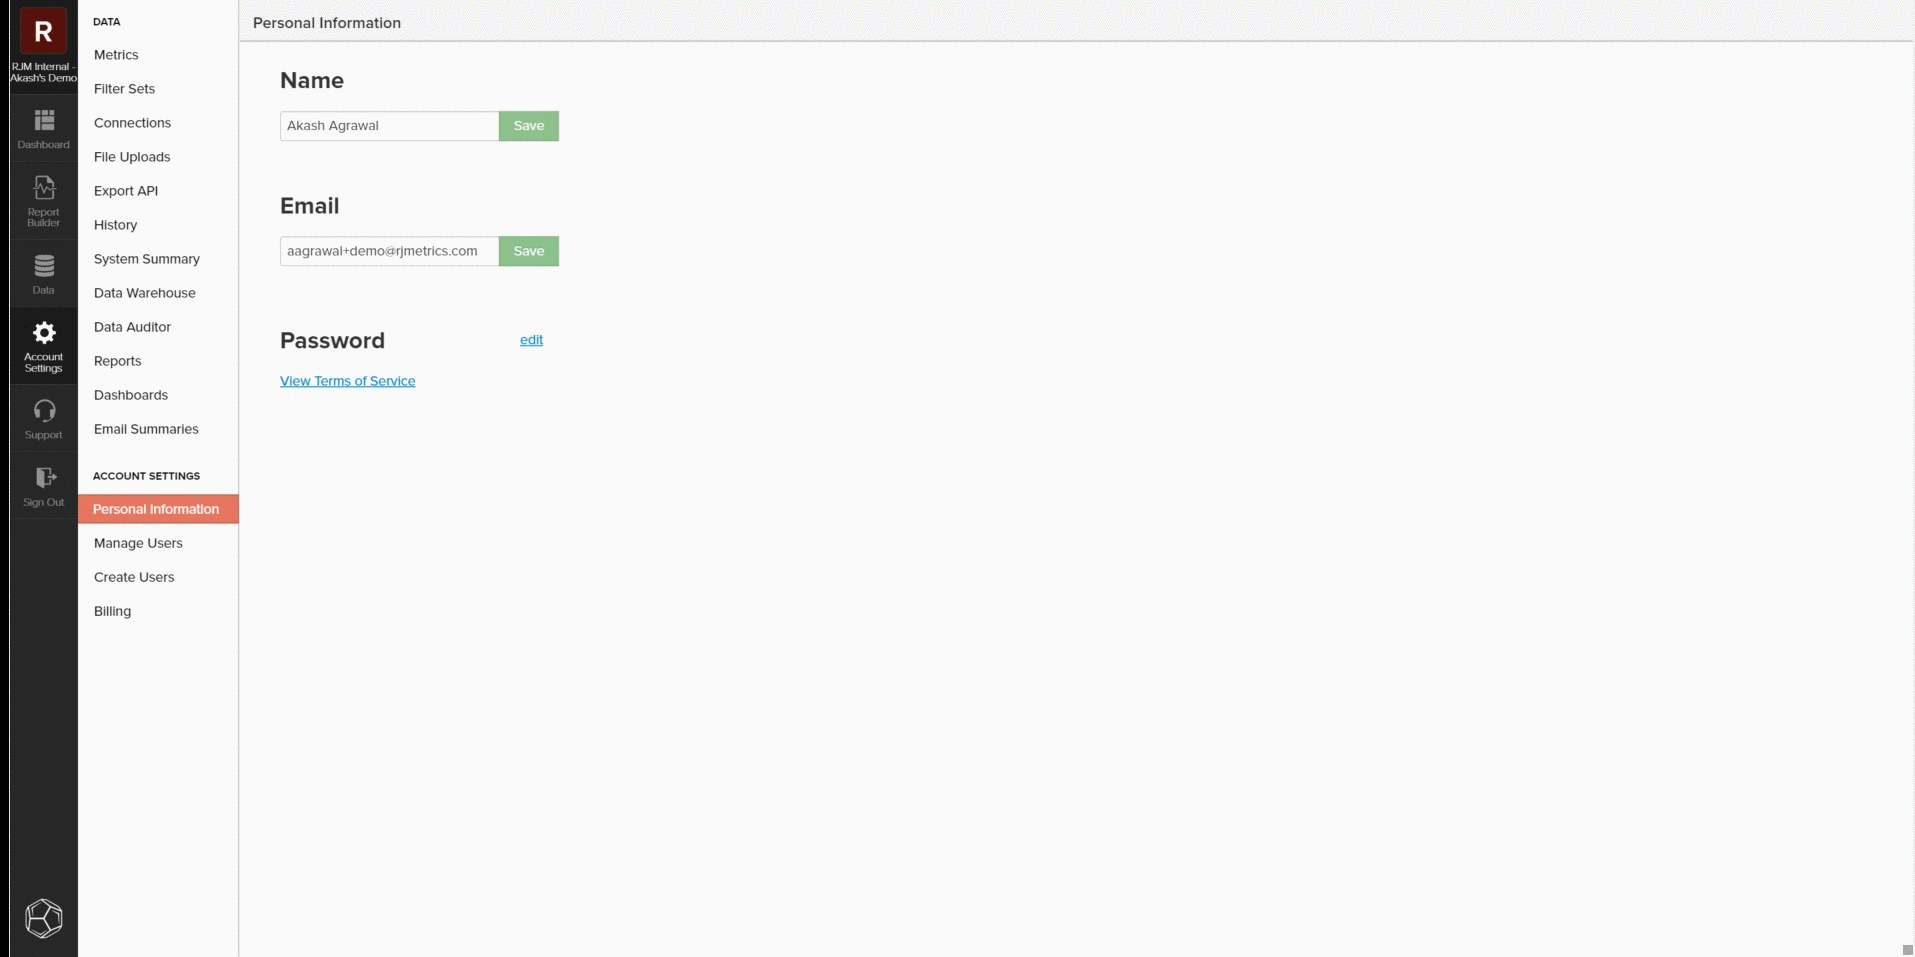 R
RJM Internal -
Akash's Demo
Dashboard
Report
Builder
Data
Account
Settings
Support
Sign Out
DATA
Metrics
Filter Sets
Connections
File Uploads
Export API
History
System Summary
Data Warehouse
Data Auditor
Reports
Dashboards
Email Summaries
ACCOUNT SETTINGS
Personal Information
Manage Users
Create Users
Billing
Personal Information
Name
Akash Agrawal Save
Email
aagrawal+demo@rjmetrics.com Save
Password edit
View Terms of Service